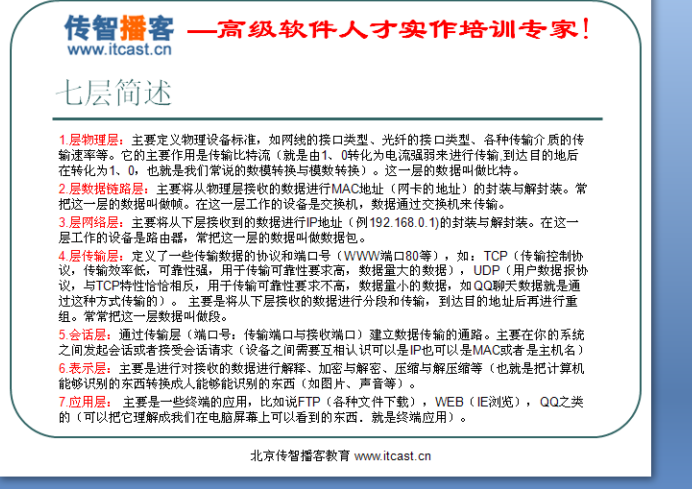 传智播客 —高级软件人才实作培训专家!
www.itcast.cn
七层简述
1.层物理层：主要定义物理设备标准，如网线的接口类型、光纤的接口类型、各种传输介质的传
输速率等。它的主要作用是传输比特流（就是由1、0转化为电流强弱来进行传输,到达目的地后
在转化为1、0，也就是我们常说的数模转换与模数转换）。这一层的数据叫做比特。
2.层数据链路层：主要将从物理层接收的数据进行MAC地址（网卡的地址）的封装与解封装。常
把这一层的数据叫做帧。在这一层工作的设备是交换机，数据通过交换机来传输。
3.层网络层：主要将从下层接收到的数据进行IP地址（例192.168.0.1)的封装与解封装。在这一
层工作的设备是路由器，常把这一层的数据叫做数据包。
4.层传输层：定义了一些传输数据的协议和端口号（WWW端口80等），如：TCP（传输控制协
议，传输效率低，可靠性强，用于传输可靠性要求高，数据量大的数据），UDP（用户数据报协
议，与TCP特性恰恰相反，用于传输可靠性要求不高，数据量小的数据，如QQ聊天数据就是通
过这种方式传输的）。 主要是将从下层接收的数据进行分段和传输，到达目的地址后再进行重
组。常常把这一层数据叫做段。
5.会话层：通过传输层（端口号：传输端口与接收端口）建立数据传输的通路。主要在你的系统
之间发起会话或者接受会话请求（设备之间需要互相认识可以是IP也可以是MAC或者是主机名）
6.表示层：主要是进行对接收的数据进行解释、加密与解密、压缩与解压缩等（也就是把计算机
能够识别的东西转换成人能够能识别的东西（如图片、声音等）。
7.应用层： 主要是一些终端的应用，比如说FTP（各种文件下载），WEB（IE浏览），QQ之类
的（可以把它理解成我们在电脑屏幕上可以看到的东西．就是终端应用）。
北京传智播客教育 www.itcast.cn